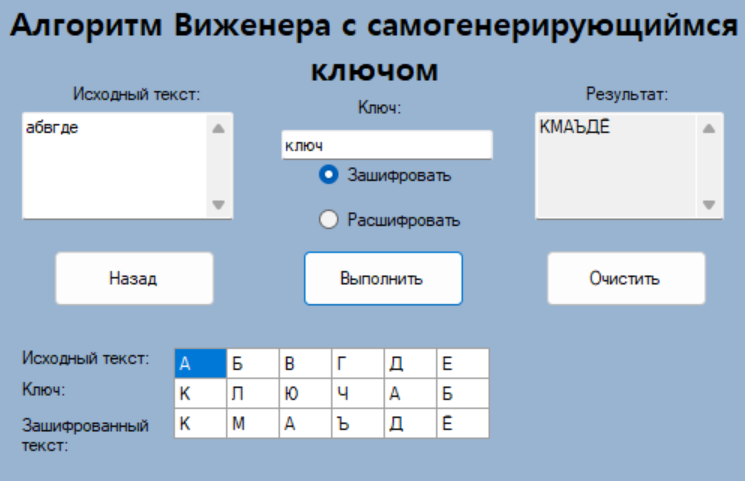 Алгоритм Виженера с самогенерирующиймся
ключом
Исходный текст:
Ключ:
Результат:
абвгде
ключ
КМАЪДЁ
Зашифровать
Расшифровать
Назад
Выполнить
Очистить
Исходный текст: А Б В Г Д Е
Ключ: К Л Ю Ч А Б
Зашифрованный К М А Ъ Д Ё
текст: